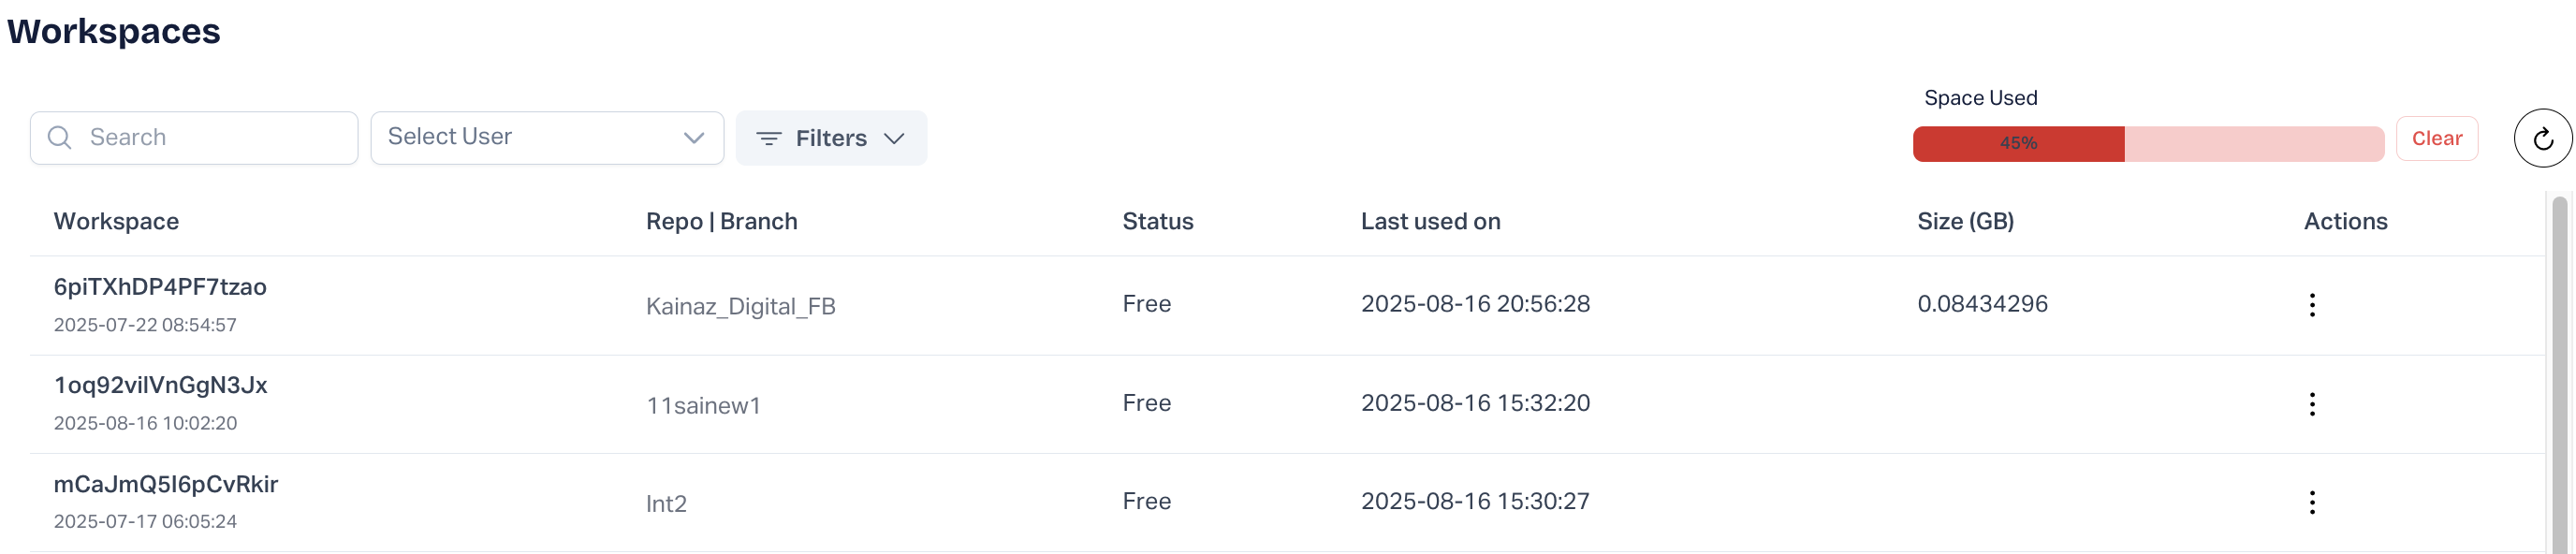 Workspaces
Search
Select User
Filters
Space Used
45%
Clear
Workspace Repo | Branch Status Last used on Size (GB) Actions
6piTXhDP4PF7tzao
2025-07-22 08:54:57
Kainaz_Digital_FB Free 2025-08-16 20:56:28 0.08434296
1oq92vilVnGgN3Jx
2025-08-16 10:02:20
11sainew1 Free 2025-08-16 15:32:20
mCaJmQ5I6pCvRkir
2025-07-17 06:05:24
Int2 Free 2025-08-16 15:30:27